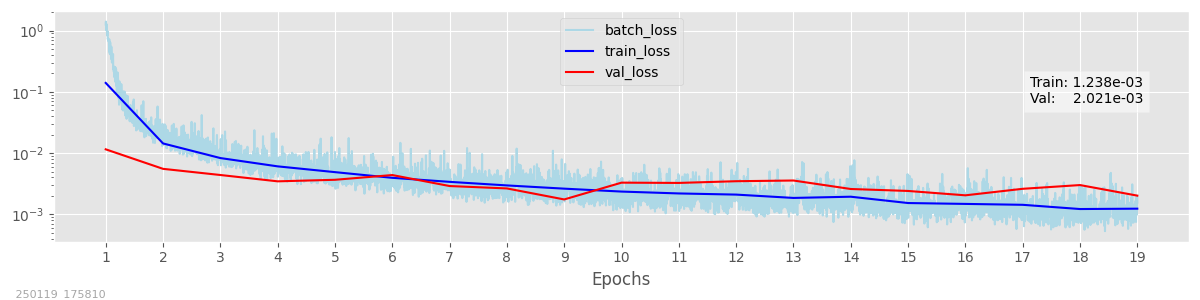 10⁰
10⁻¹
10⁻²
10⁻³
batch_loss
train_loss
val_loss
Train: 1.238e-03
Val: 2.021e-03
1 2 3 4 5 6 7 8 9 10 11 12 13 14 15 16 17 18 19
Epochs
250119_175810